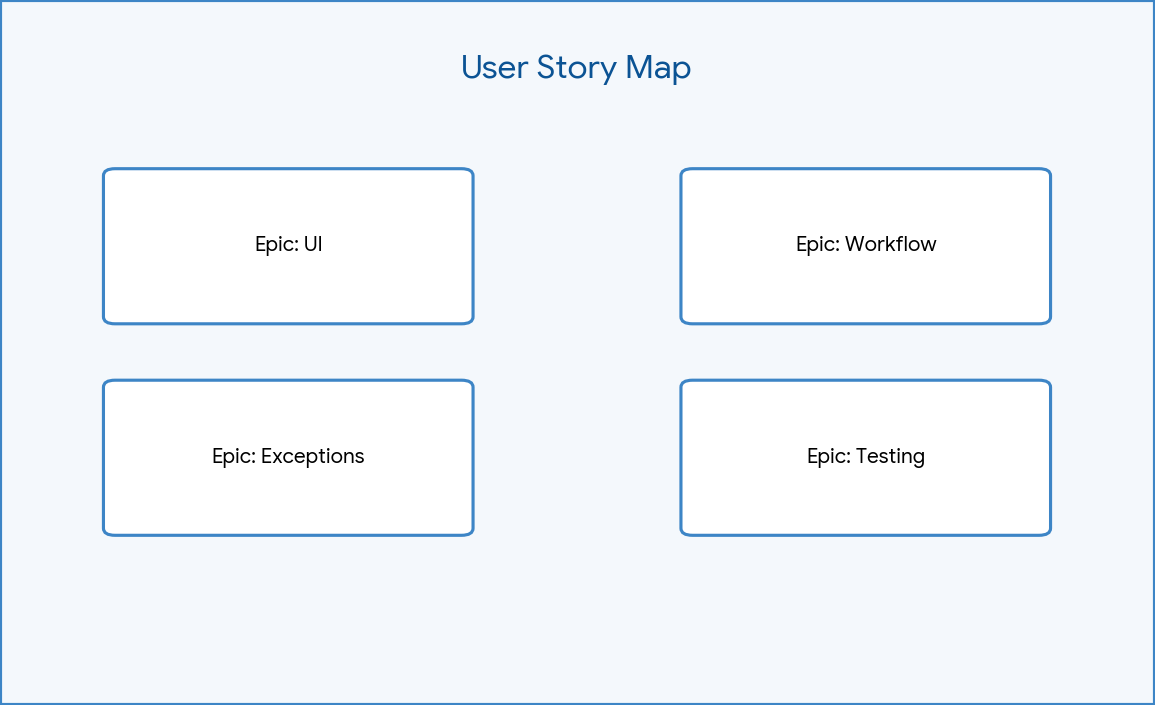 User Story Map
Epic: UI
Epic: Workflow
Epic: Exceptions
Epic: Testing